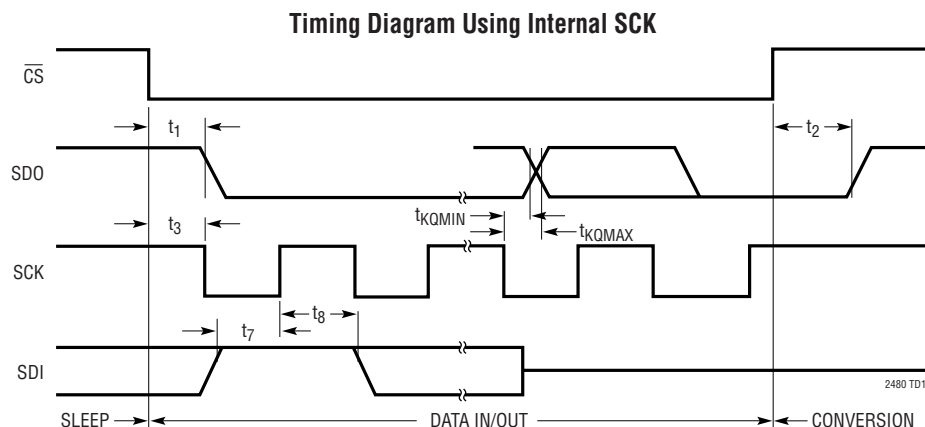 Timing Diagram Using Internal SCK
CS
t1
t2
SDO
tKQMIN
t3
tKQMAX
SCK
t8
t7
SDI
2480 TD1
SLEEP
DATA IN/OUT
CONVERSION